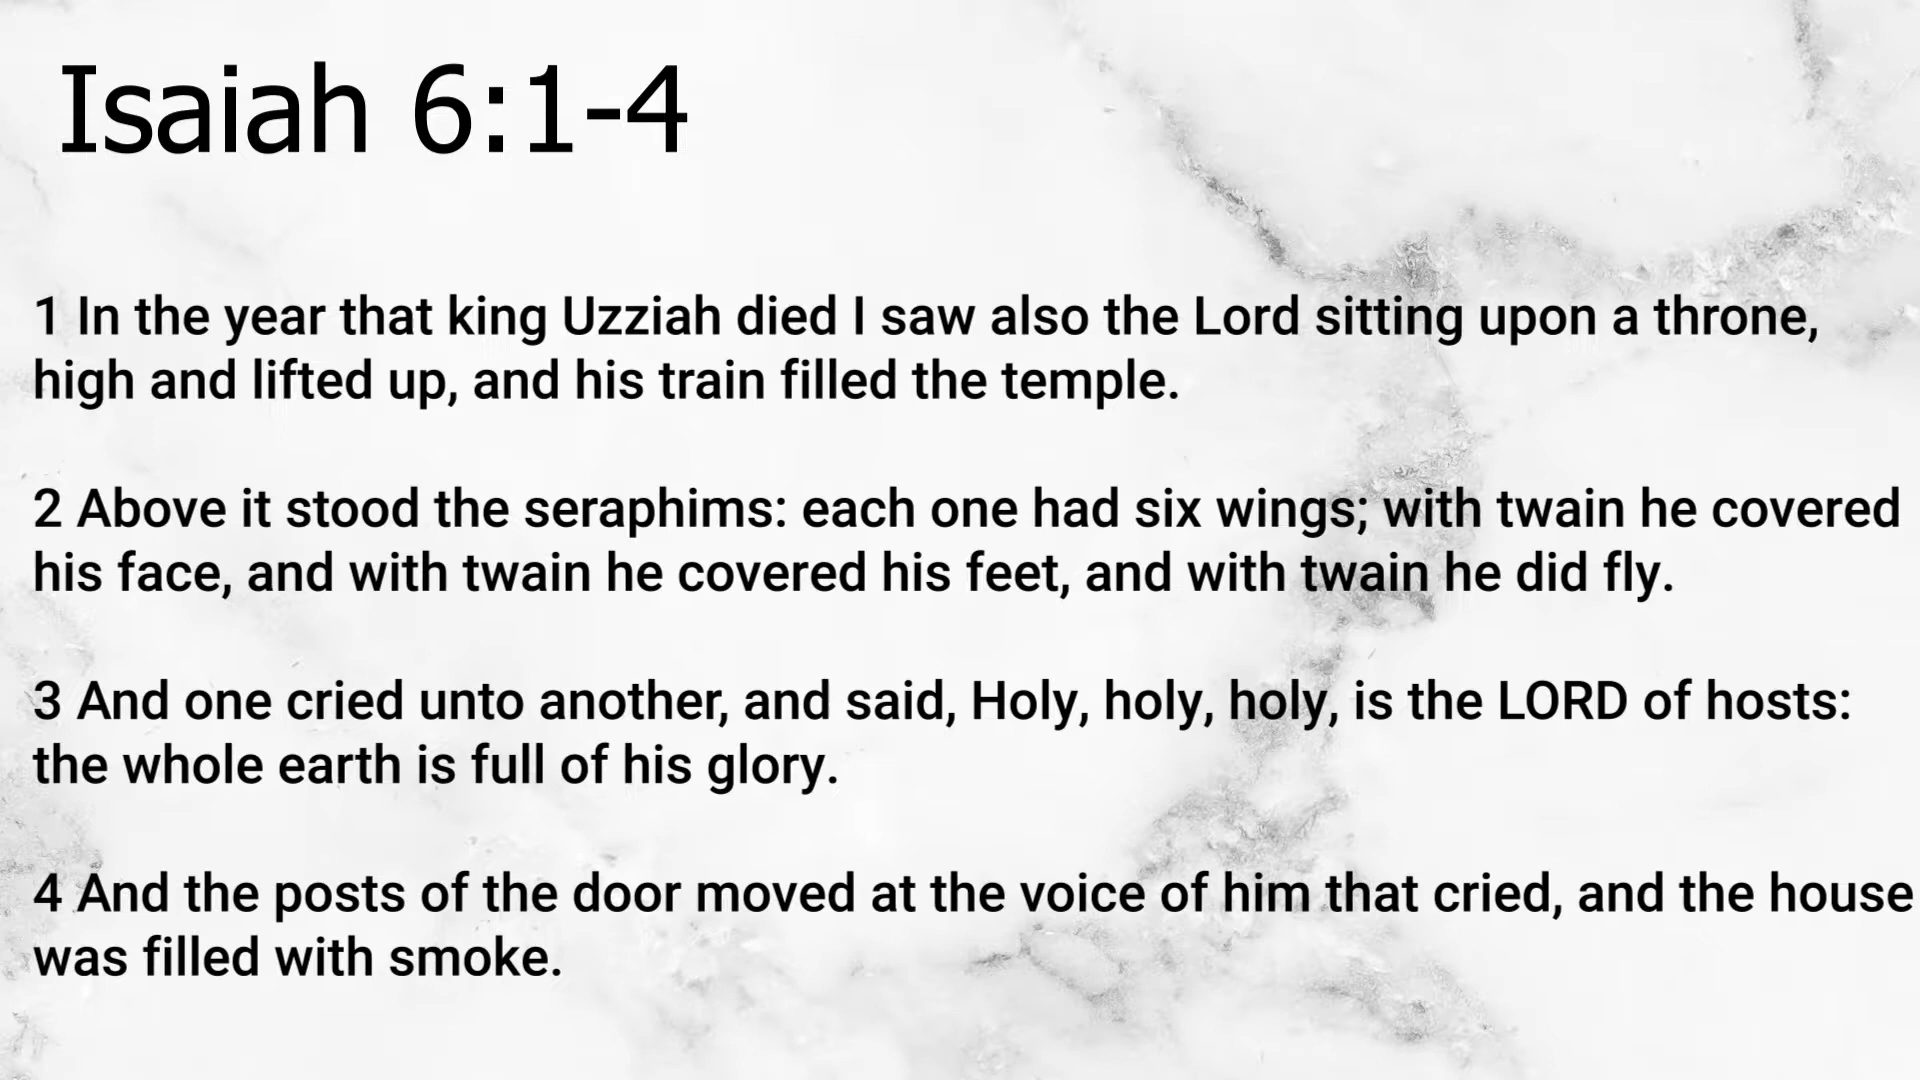 Isaiah 6:1-4
1 In the year that king Uzziah died I saw also the Lord sitting upon a throne,
high and lifted up, and his train filled the temple.
2 Above it stood the seraphims: each one had six wings; with twain he covered
his face, and with twain he covered his feet, and with twain he did fly.
3 And one cried unto another, and said, Holy, holy, holy, is the LORD of hosts:
the whole earth is full of his glory.
4 And the posts of the door moved at the voice of him that cried, and the house
was filled with smoke.